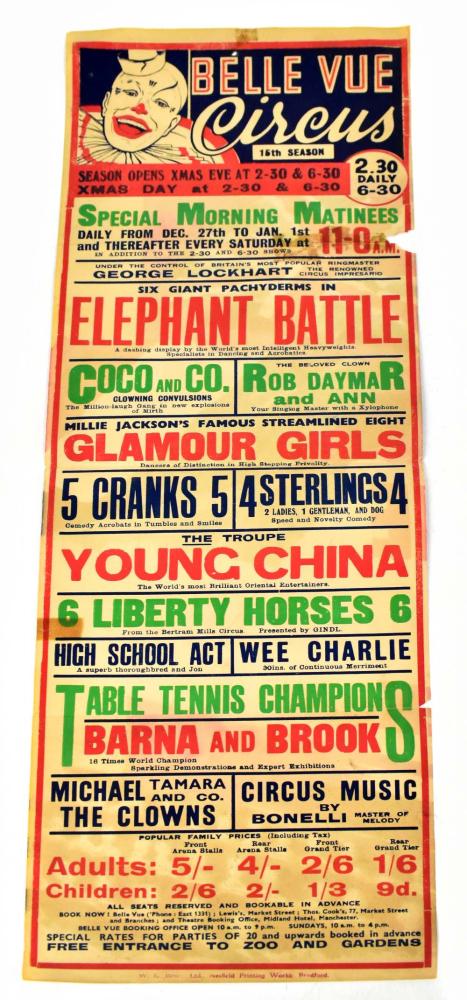 BELLE VUE
Circus
15th SEASON
SEASON OPENS XMAS EVE AT 2-30 & 6-30
XMAS DAY at 2-30 & 6-30
2.30
DAILY
6-30
SPECIAL MORNING MATINEES
DAILY FROM DEC. 27th TO JAN. 1st
and THEREAFTER EVERY SATURDAY at 11-0 A.M.
IN ADDITION TO THE 2-30 AND 6-30 SHOWS
UNDER THE CONTROL OF BRITAIN'S MOST POPULAR RINGMASTER
GEORGE LOCKHART THE RENOWNED CIRCUS IMPRESARIO
SIX GIANT PACHYDERMS IN
ELEPHANT BATTLE
A dashing display by the World's most Intelligent Heavyweights.
Specialists in Dancing and Acrobatics
COCO AND CO.
CLOWNING CONVULSIONS
The Million-laugh Gang in new explosions
of Mirth
THE BELOVED CLOWN
ROB DAYMAR
and ANN
Your Singing Master with a Xylophone
MILLIE JACKSON'S FAMOUS STREAMLINED EIGHT
GLAMOUR GIRLS
Dancers of Distinction in High Stepping Frivolity.
5 CRANKS 5
Comedy Acrobats in Tumbles and Smiles
4 STERLINGS 4
2 LADIES, 1 GENTLEMAN, AND DOG
Speed and Novelty Comedy
THE TROUPE
YOUNG CHINA
The World's most Brilliant Oriental Entertainers.
6 LIBERTY HORSES 6
From the Bertram Mills Circus. Presented by GINDL.
HIGH SCHOOL ACT
A superb thoroughbred and Jon
WEE CHARLIE
30ins. of Continuous Merriment
TABLE TENNIS CHAMPIONS
BARNA AND BROOK
16 Times World Champion
Sparkling Demonstrations and Expert Exhibitions
MICHAEL TAMARA AND CO.
THE CLOWNS
CIRCUS MUSIC
BY
BONELLI MASTER OF MELODY
POPULAR FAMILY PRICES (Including Tax)
Front Arena Stalls Rear Arena Stalls Front Grand Tier Rear Grand Tier
Adults: 5/- 4/- 2/6 1/6
Children: 2/6 2/- 1/3 9d.
ALL SEATS RESERVED AND BOOKABLE IN ADVANCE
BOOK NOW! Belle Vue ('Phone: East 1331); Lewis's, Market Street; Thos. Cook's, 77, Market Street
and Branches; and Theatre Booking Office, Midland Hotel, Manchester.
BELLE VUE BOOKING OFFICE OPEN 10 a.m. to 9 p.m. SUNDAYS, 10 a.m. to 4 p.m.
SPECIAL RATES FOR PARTIES OF 20 and upwards booked in advance
FREE ENTRANCE TO ZOO AND GARDENS
Ltd., Printing Works, Bradford.